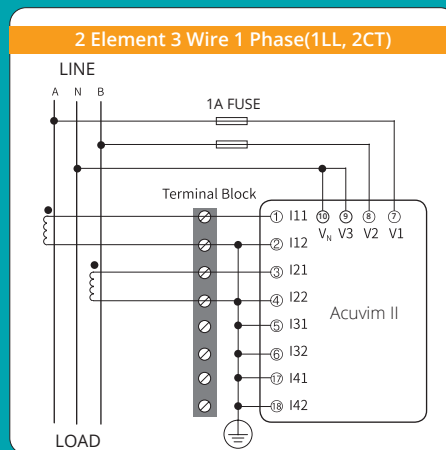 2 Element 3 Wire 1 Phase(1LL, 2CT)
LINE
A N B
1A FUSE
Terminal Block
1 I11
10 9 8 7
VN V3 V2 V1
2 I12
3 I21
4 I22
Acuvim II
5 I31
6 I32
17 I41
18 I42
LOAD